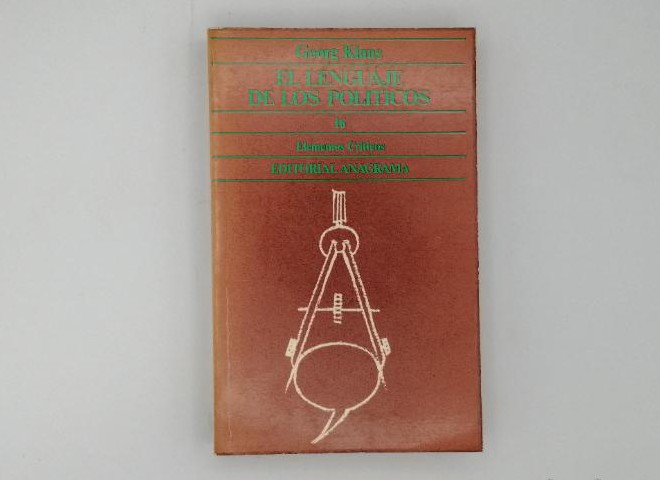 Georg Klaus
EL LENGUAJE
DE LOS POLITICOS
16
Elementos Críticos
EDITORIAL ANAGRAMA